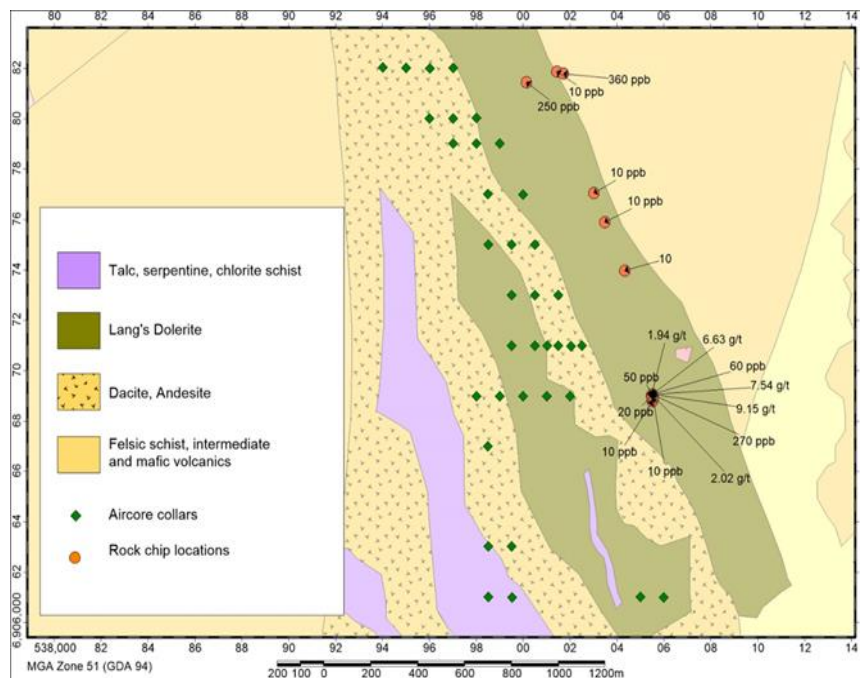 80 82 84 86 88 90 92 94 96 98 00 02 04 06 08 10 12 14
82
80
78
76
74
72
71
68
66
64
62
6,906,000
360 ppb
10 ppb
250 ppb
10 ppb
10 ppb
10
1.94 g/t
6.63 g/t
50 ppb
60 ppb
7.54 g/t
20 ppb
9.15 g/t
10 ppb
270 ppb
10 ppb
2.02 g/t
Talc, serpentine, chlorite schist
Lang's Dolerite
Dacite, Andesite
Felsic schist, intermediate
and mafic volcanics
Aircore collars
Rock chip locations
538,000 82 84 86 88 90 92 94 96 98 00 02 04 06 08 10 12 14
MGA Zone 51 (GDA 94)
200 100 0 200 400 600 800 1000 1200m